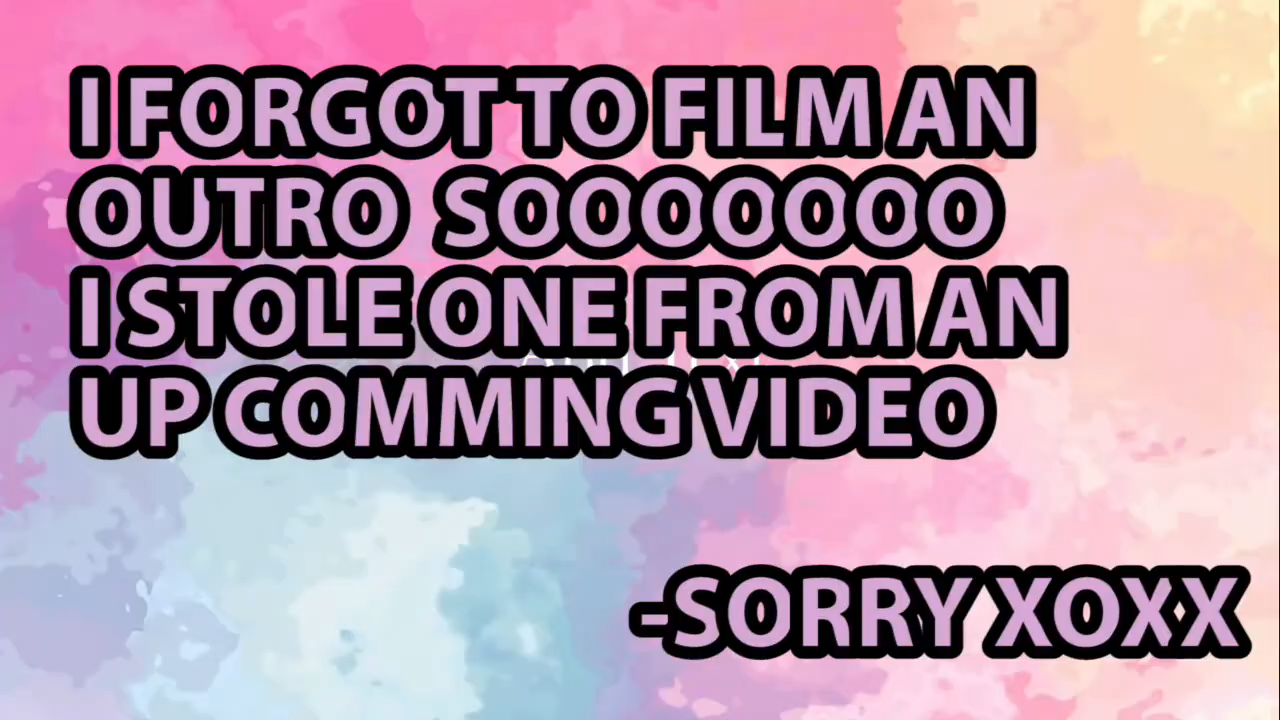 I FORGOT TO FILM AN
OUTRO SOOOOOOO
I STOLE ONE FROM AN
UP COMMING VIDEO
-SORRY XOXX